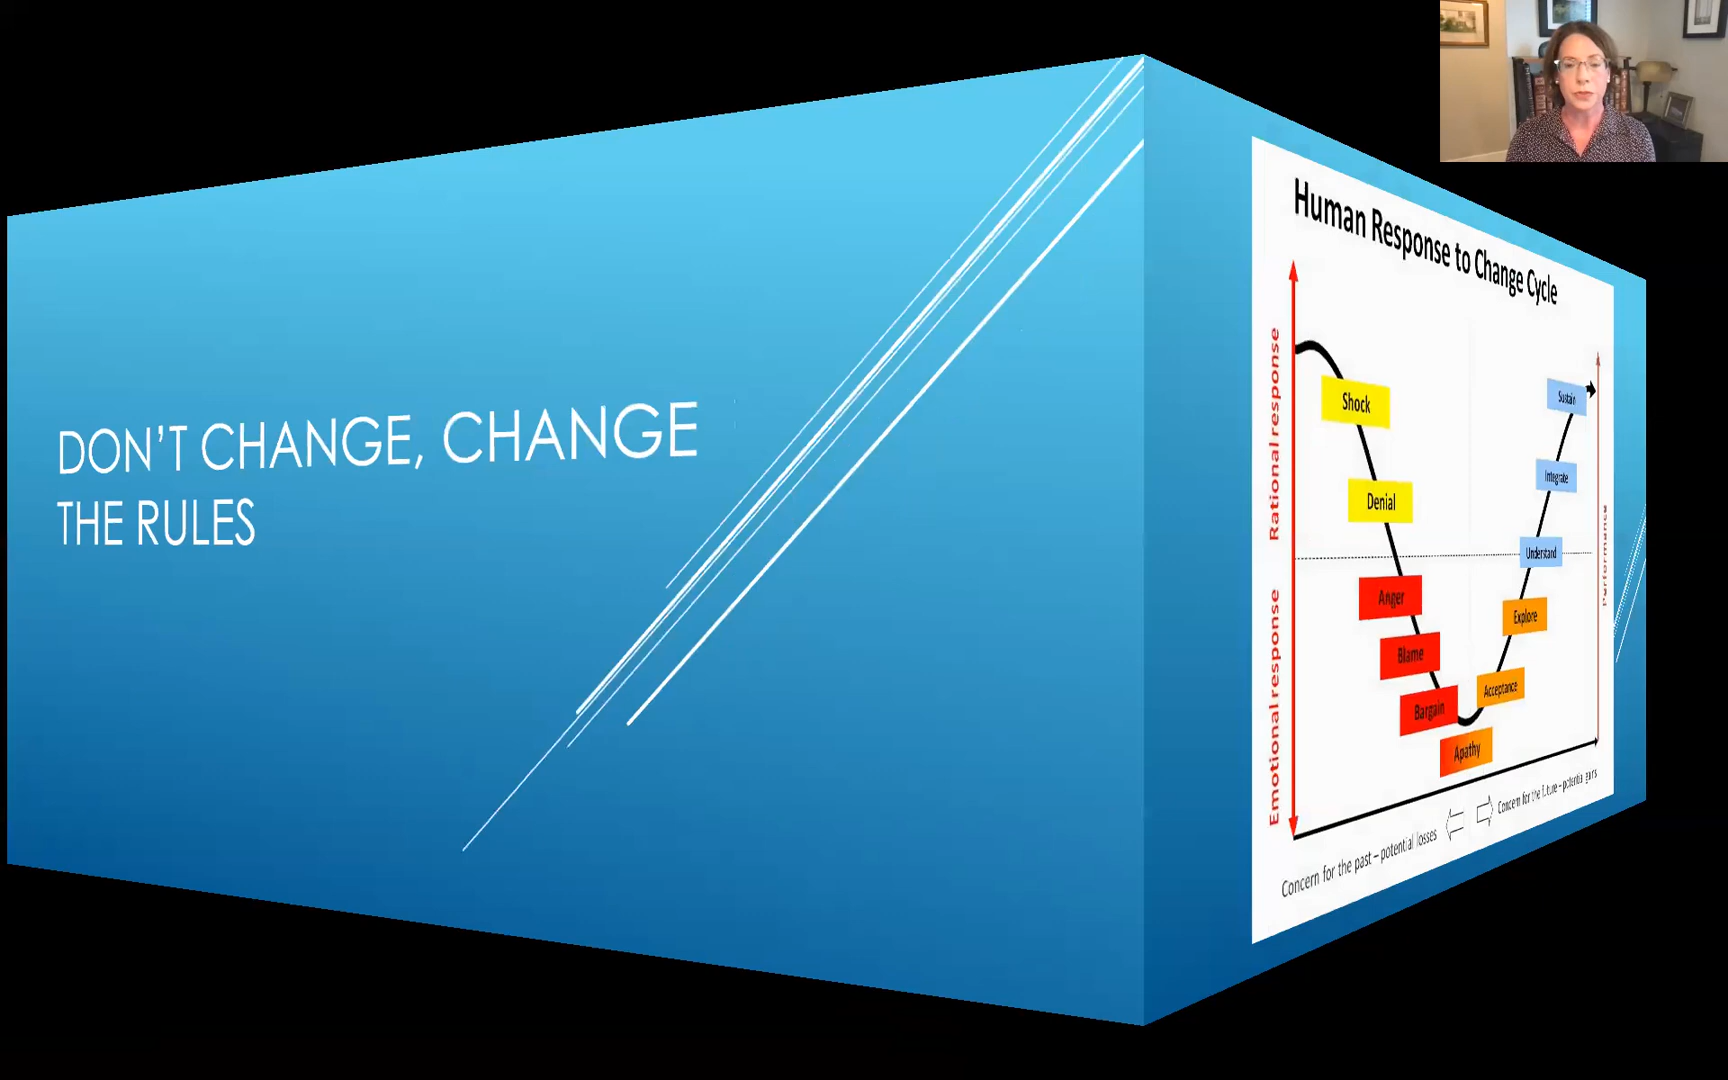 DON'T CHANGE, CHANGE
THE RULES
Human Response to Change Cycle
Rational response
Emotional response
Shock
Denial
Anger
Blame
Bargain
Apathy
Acceptance
Explore
Understand
Integrate
Sustain
Performance
Concern for the past – potential losses
Concern for the future – potential gains